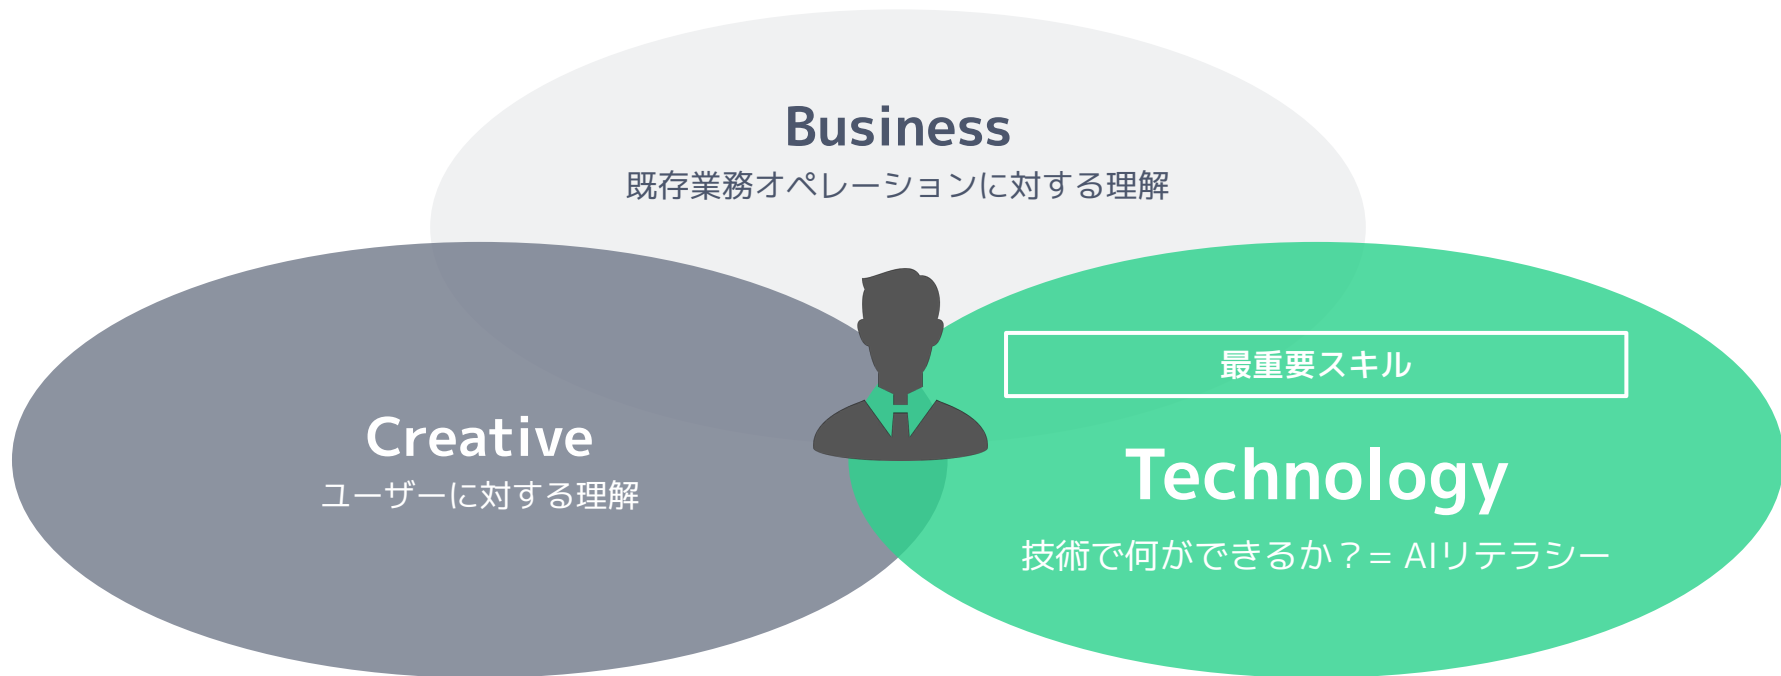 Business
既存業務オペレーションに対する理解
Creative
ユーザーに対する理解
最重要スキル
Technology
技術で何ができるか？= AIリテラシー